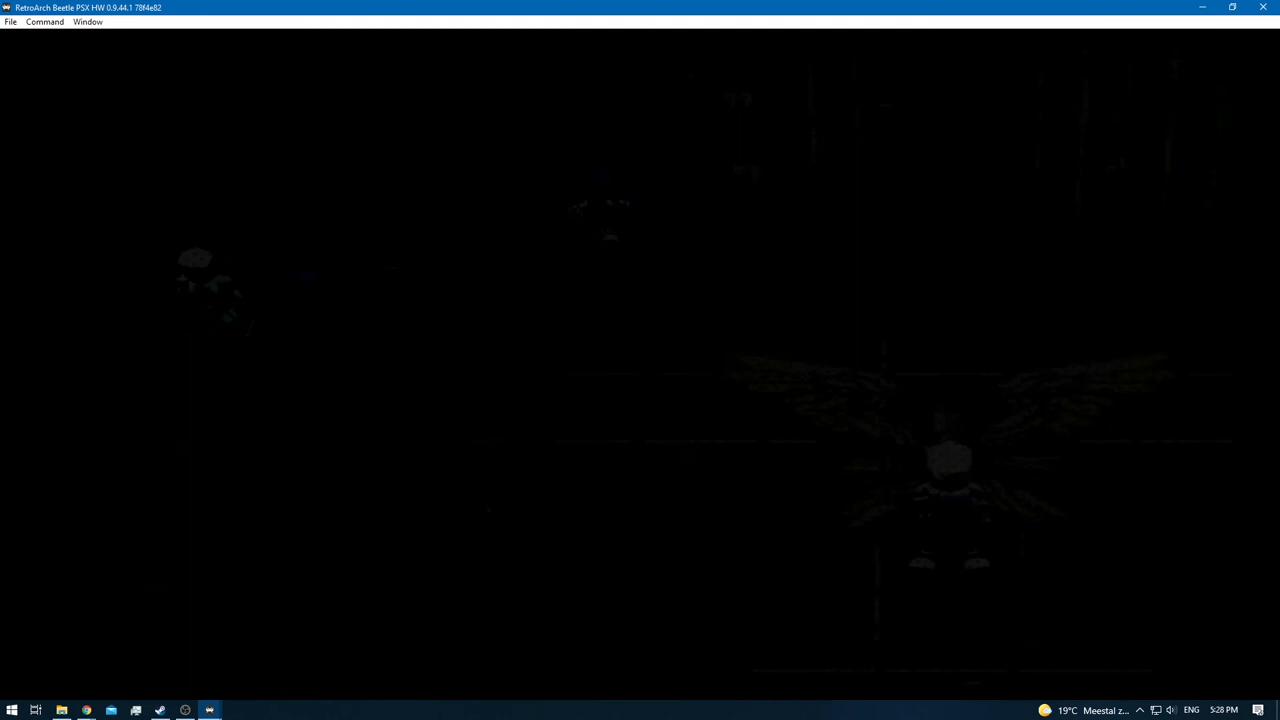 RetroArch Beetle PSX HW 0.9.44.1 78f4e82
File Command Window
19°C Meestal z... ENG 5:28 PM